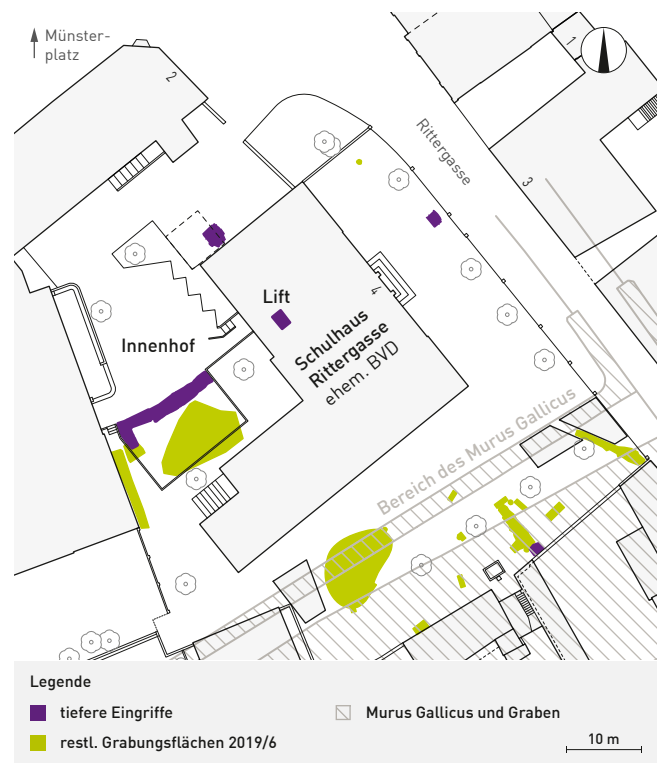 Münster-
platz
1
2
Rittergasse
3
Lift
4
Schulhaus
Rittergasse
ehem. BVD
Innenhof
Bereich des Murus Gallicus
Legende
tiefere Eingriffe
Murus Gallicus und Graben
restl. Grabungsflächen 2019/6
10 m